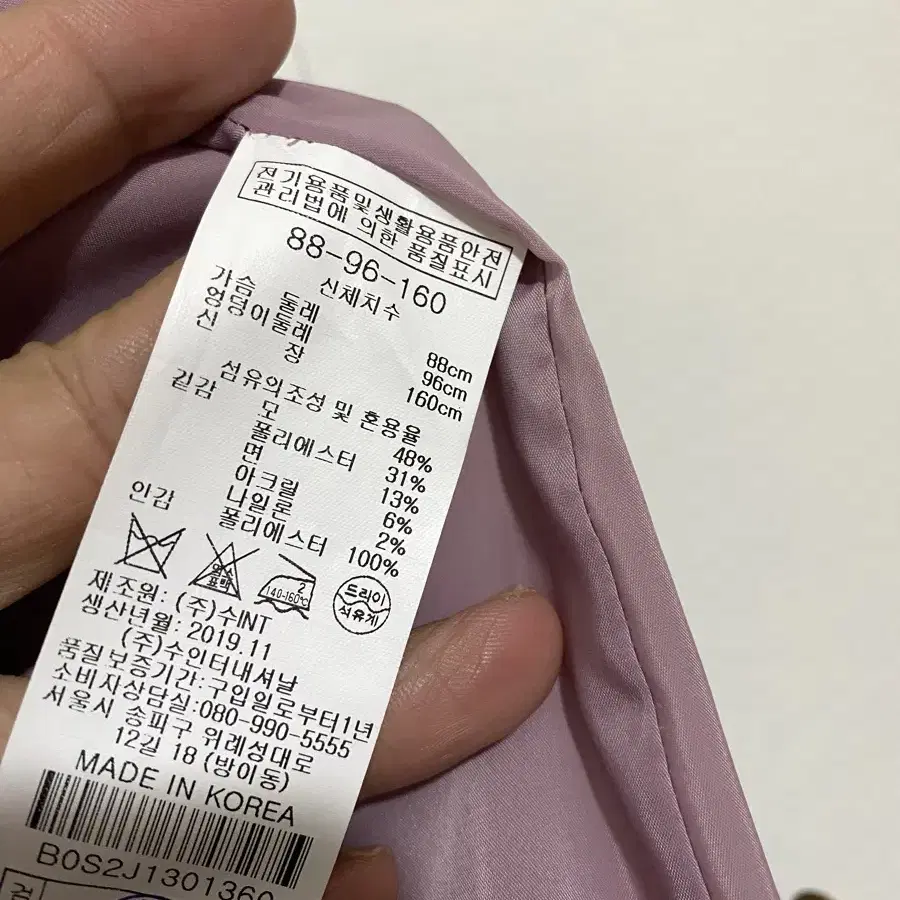 전기용품및생활용품안전
관리법에 의한 품질표시
88-96-160
신체치수
가슴 둘레 88cm
엉덩이둘레 96cm
신 장 160cm
섬유의조성 및 혼용율
겉감 모 48%
폴리에스터 31%
면 13%
아크릴 6%
나일론 2%
안감 폴리에스터 100%
염소 표백
2
140-160℃
드라이
석유계
제조원: (주)수INT
생산년월: 2019.11
(주)수인터내셔날
품질보증기간:구입일로부터1년
소비자상담실:080-990-5555
서울시 송파구 위례성대로
12길 18 (방이동)
MADE IN KOREA
B0S2J1301360
검